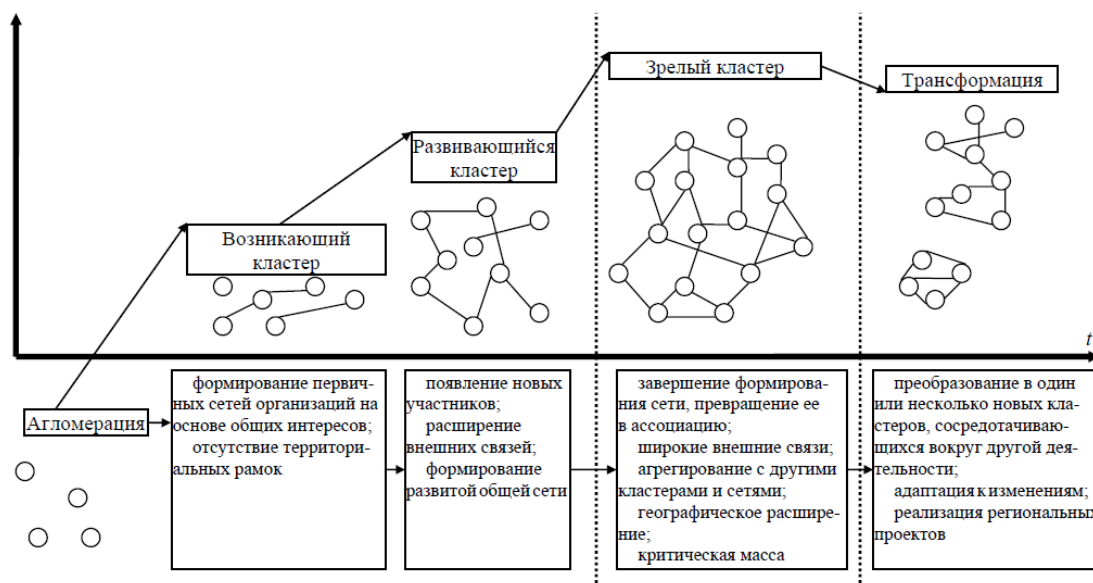 Зрелый кластер
Трансформация
Развивающийся
кластер
Возникающий
кластер
t
Агломерация
формирование первич-
ных сетей организаций на
основе общих интересов;
отсутствие территори-
альных рамок
появление новых
участников;
расширение
внешних связей;
формирование
развитой общей сети
завершение формирова-
ния сети, превращение ее
в ассоциацию;
широкие внешние связи;
агрегирование с другими
кластерами и сетями;
географическое расшире-
ние;
критическая масса
преобразование в один
или несколько новых кла-
стеров, сосредотачиваю-
щихся вокруг другой дея-
тельности;
адаптация к изменениям;
реализация региональных
проектов